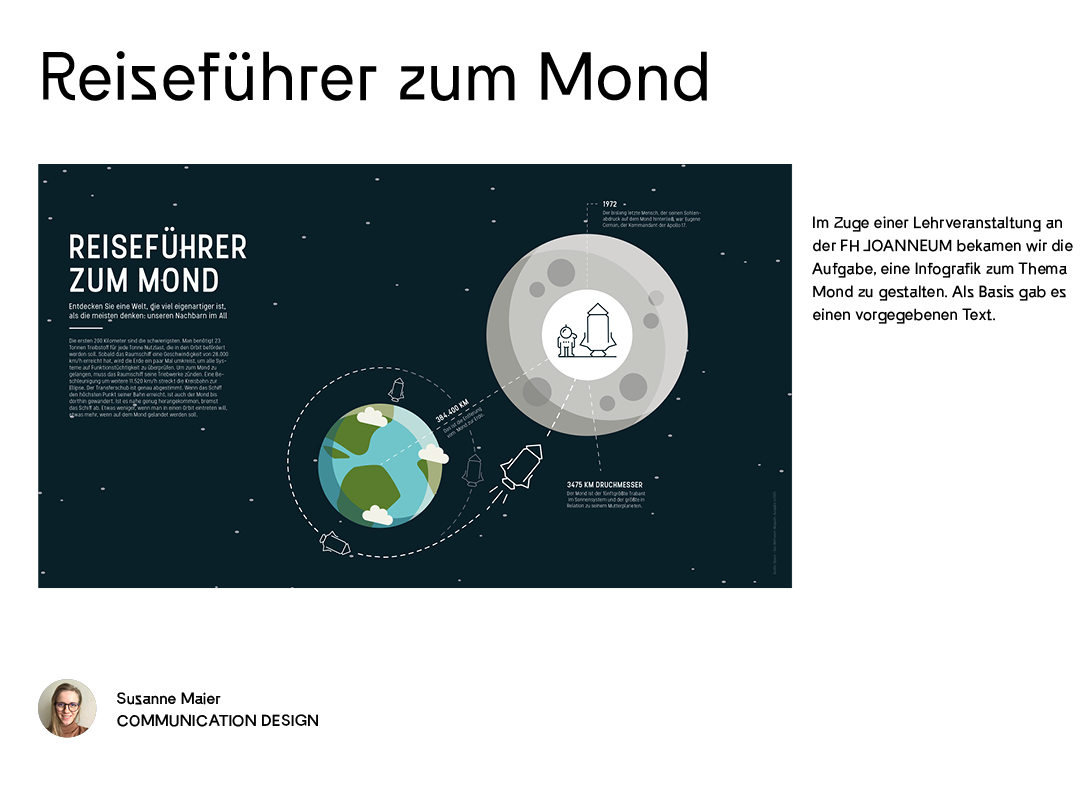 Reiseführer zum Mond
1972
Der bislang letzte Mensch, der seinen Sohlen-
abdruck auf dem Mond hinterließ, war Eugene
Cernan, der Kommandant der Apollo 17.
REISEFÜHRER
ZUM MOND
Entdecken Sie eine Welt, die viel eigenartiger ist,
als die meisten denken: unseren Nachbarn im All
Die ersten 200 Kilometer sind die schwierigsten. Man benötigt 23
Tonnen Treibstoff für jede Tonne Nutzlast, die in den Orbit befördert
werden soll. Sobald das Raumschiff eine Geschwindigkeit von 28.000
km/h erreicht hat, wird die Erde ein paar Mal umkreist, um alle Sys-
teme auf Funktionstüchtigkeit zu überprüfen. Um zum Mond zu
gelangen, muss das Raumschiff seine Triebwerke zünden. Eine Be-
schleunigung um weitere 11.520 km/h streckt die Kreisbahn zur
Ellipse. Der Transferschub ist genau abgestimmt. Wenn das Schiff
den höchsten Punkt seiner Bahn erreicht, ist auch der Mond bis
dorthin gewandert. Ist es nahe genug herangekommen, bremst
das Schiff ab. Etwas weniger, wenn man in einen Orbit eintreten will,
etwas mehr, wenn auf dem Mond gelandet werden soll.
384.400 KM
Das ist die Entfernung
vom Mond zur Erde.
3475 KM DRUCHMESSER
Der Mond ist der fünftgrößte Trabant
im Sonnensystem und der größte in
Relation zu seinem Mutterplaneten.
Im Zuge einer Lehrveranstaltung an
der FH JOANNEUM bekamen wir die
Aufgabe, eine Infografik zum Thema
Mond zu gestalten. Als Basis gab es
einen vorgegebenen Text.
Susanne Maier
COMMUNICATION DESIGN